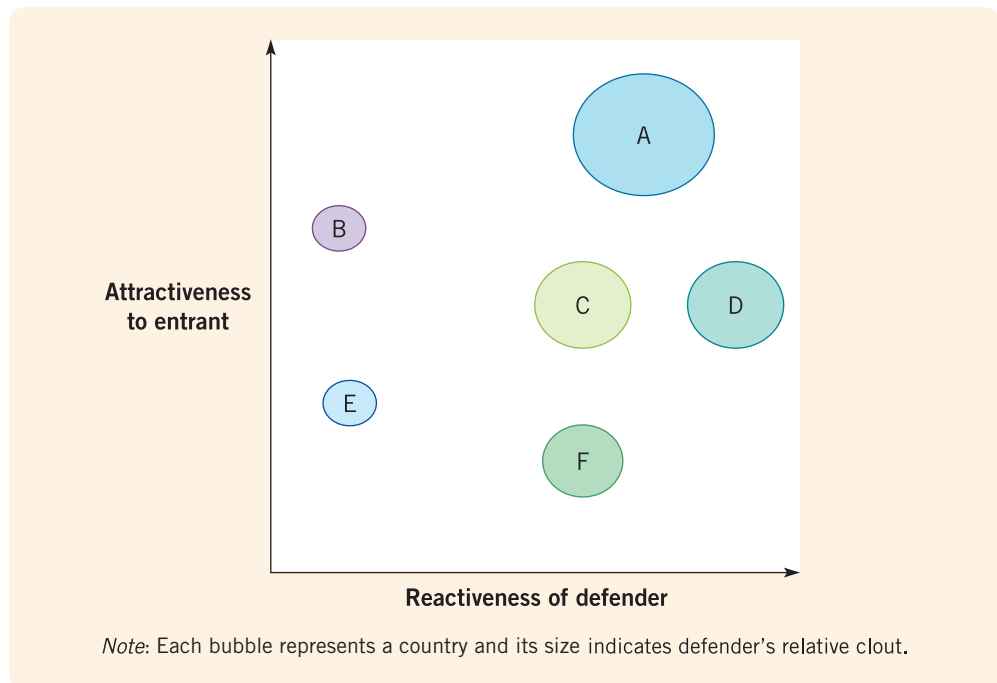 A
B
Attractiveness
to entrant
C
D
E
F
Reactiveness of defender
Note: Each bubble represents a country and its size indicates defender’s relative clout.